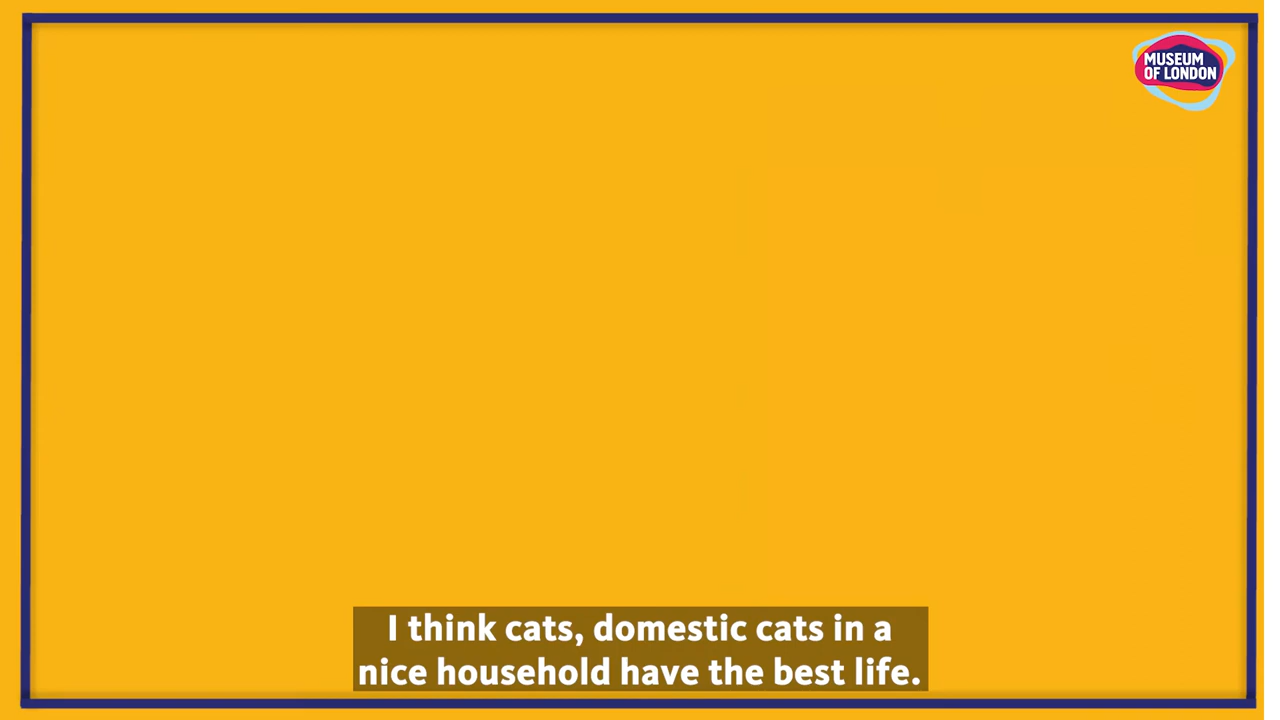 MUSEUM
OF LONDON
I think cats, domestic cats in a
nice household have the best life.